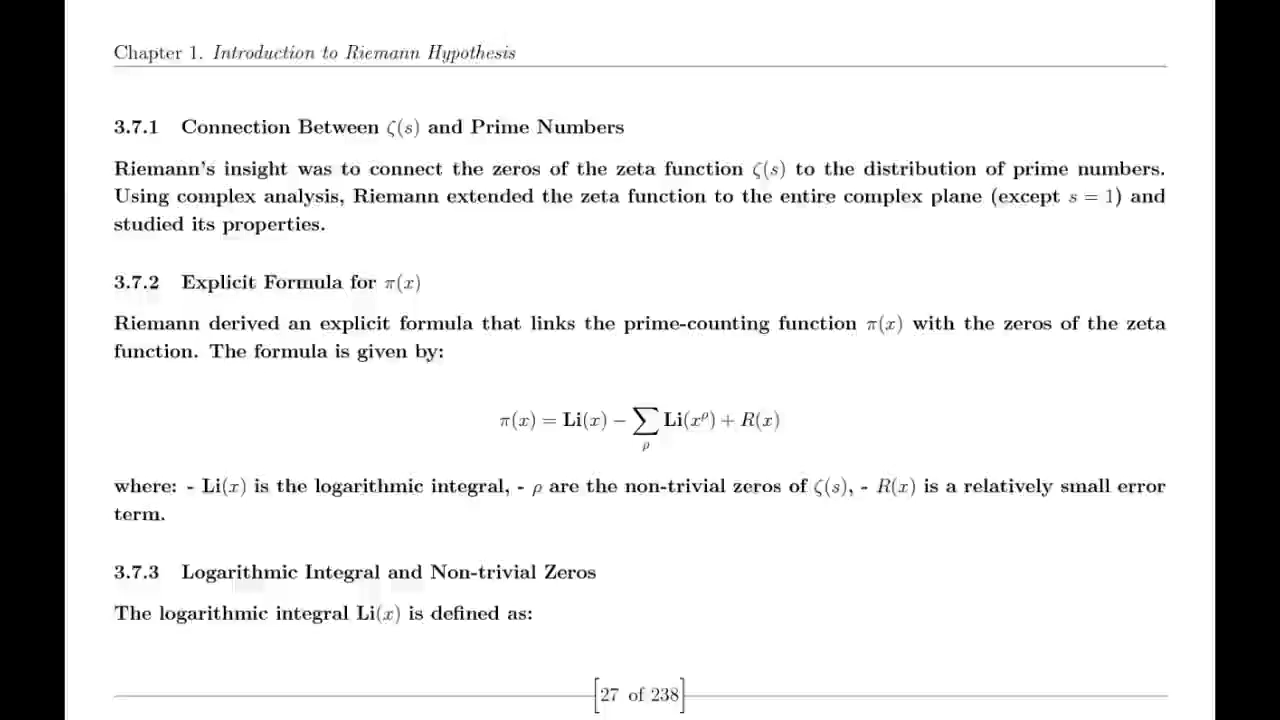 Chapter 1. Introduction to Riemann Hypothesis
3.7.1 Connection Between ζ(s) and Prime Numbers
Riemann's insight was to connect the zeros of the zeta function ζ(s) to the distribution of prime numbers.
Using complex analysis, Riemann extended the zeta function to the entire complex plane (except s = 1) and
studied its properties.
3.7.2 Explicit Formula for π(x)
Riemann derived an explicit formula that links the prime-counting function π(x) with the zeros of the zeta
function. The formula is given by:
π(x) = Li(x) − ∑ρ Li(x^ρ) + R(x)
where: - Li(x) is the logarithmic integral, - ρ are the non-trivial zeros of ζ(s), - R(x) is a relatively small error
term.
3.7.3 Logarithmic Integral and Non-trivial Zeros
The logarithmic integral Li(x) is defined as:
[27 of 238]